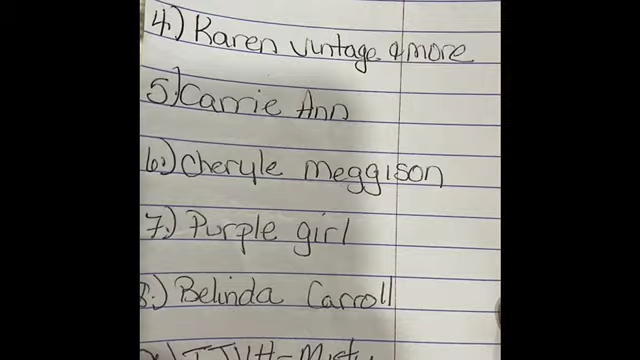 4.) Karen vintage & more
5.) Carrie Ann
6.) Cheryle Meggison
7.) Purple girl
8.) Belinda Carroll